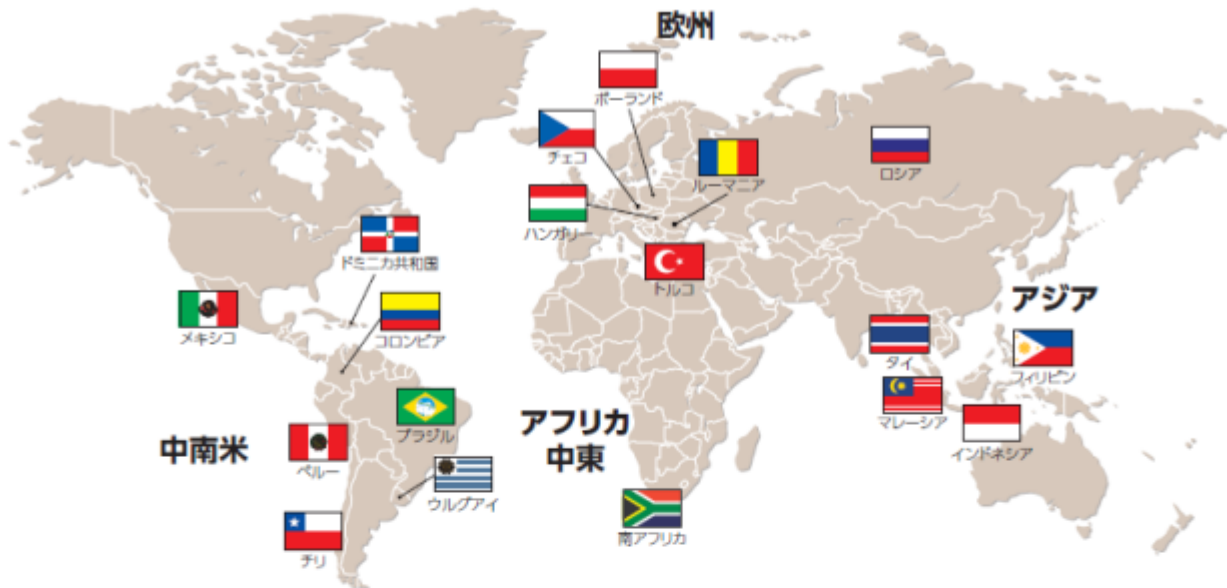 欧州
ポーランド
チェコ
ルーマニア
ロシア
ハンガリー
ドミニカ共和国
トルコ
アジア
メキシコ
コロンビア
タイ
フィリピン
マレーシア
ブラジル
アフリカ
中東
中南米
ペルー
インドネシア
ウルグアイ
南アフリカ
チリ